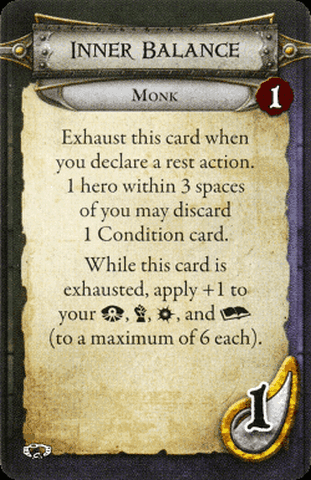 INNER BALANCE
MONK
1
Exhaust this card when
you declare a rest action.
1 hero within 3 spaces
of you may discard
1 Condition card.
While this card is
exhausted, apply +1 to
your , , , and
(to a maximum of 6 each).
1